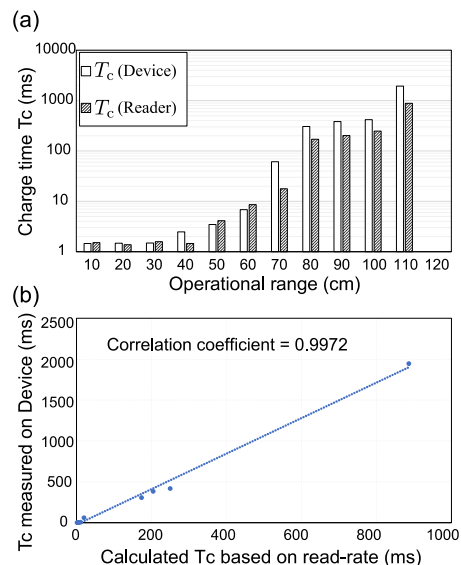 (a)
10000
1000
100
10
1
Charge time Tc (ms)
Tc (Device)
Tc (Reader)
10 20 30 40 50 60 70 80 90 100 110 120
Operational range (cm)
(b)
2500
2000
1500
1000
500
0
Tc measured on Device (ms)
Correlation coefficient = 0.9972
0 200 400 600 800 1000
Calculated Tc based on read-rate (ms)